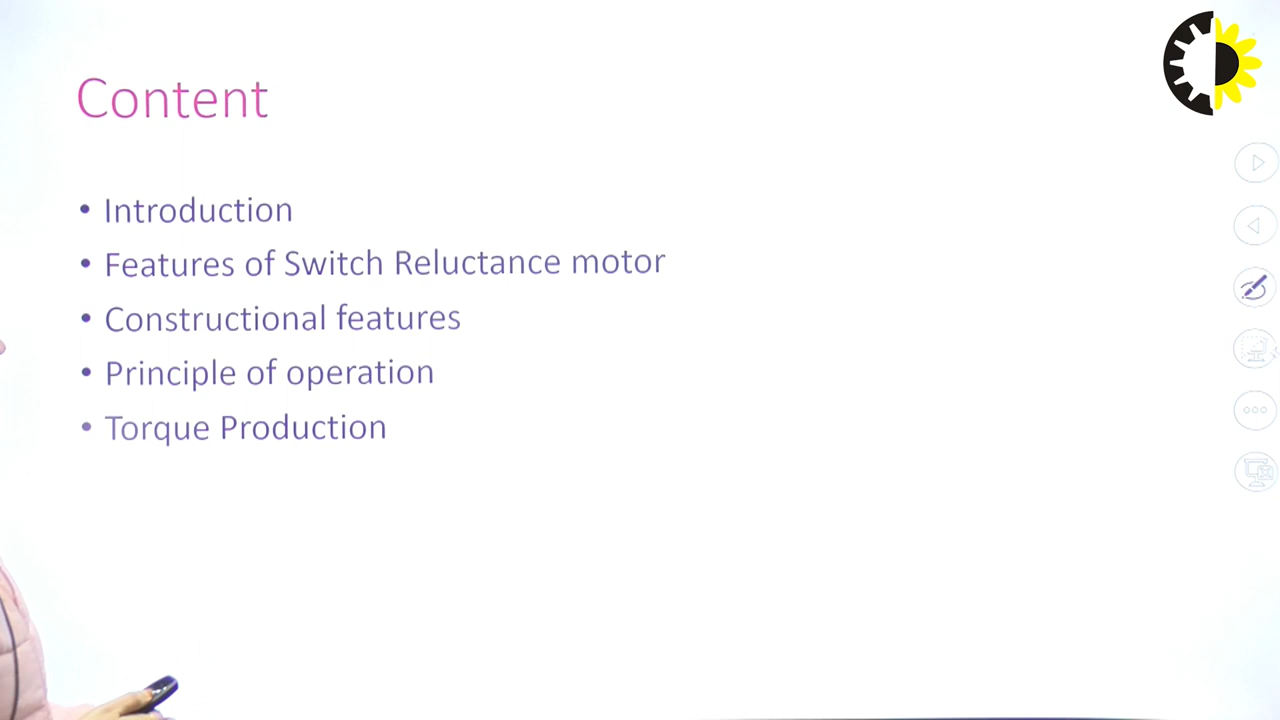 Content
• Introduction
• Features of Switch Reluctance motor
• Constructional features
• Principle of operation
• Torque Production